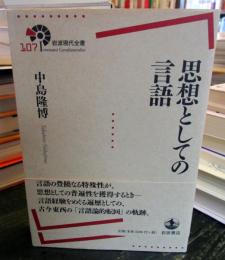 107
岩波現代全書
思想としての
言語
中島隆博
Takahiro Nakajima
言語の豊饒なる特殊性が、
思想としての普遍性を獲得するとき―
言語経験をめぐる遍歴としての、
古今東西の「言語論的転回」の軌跡。
岩波書店